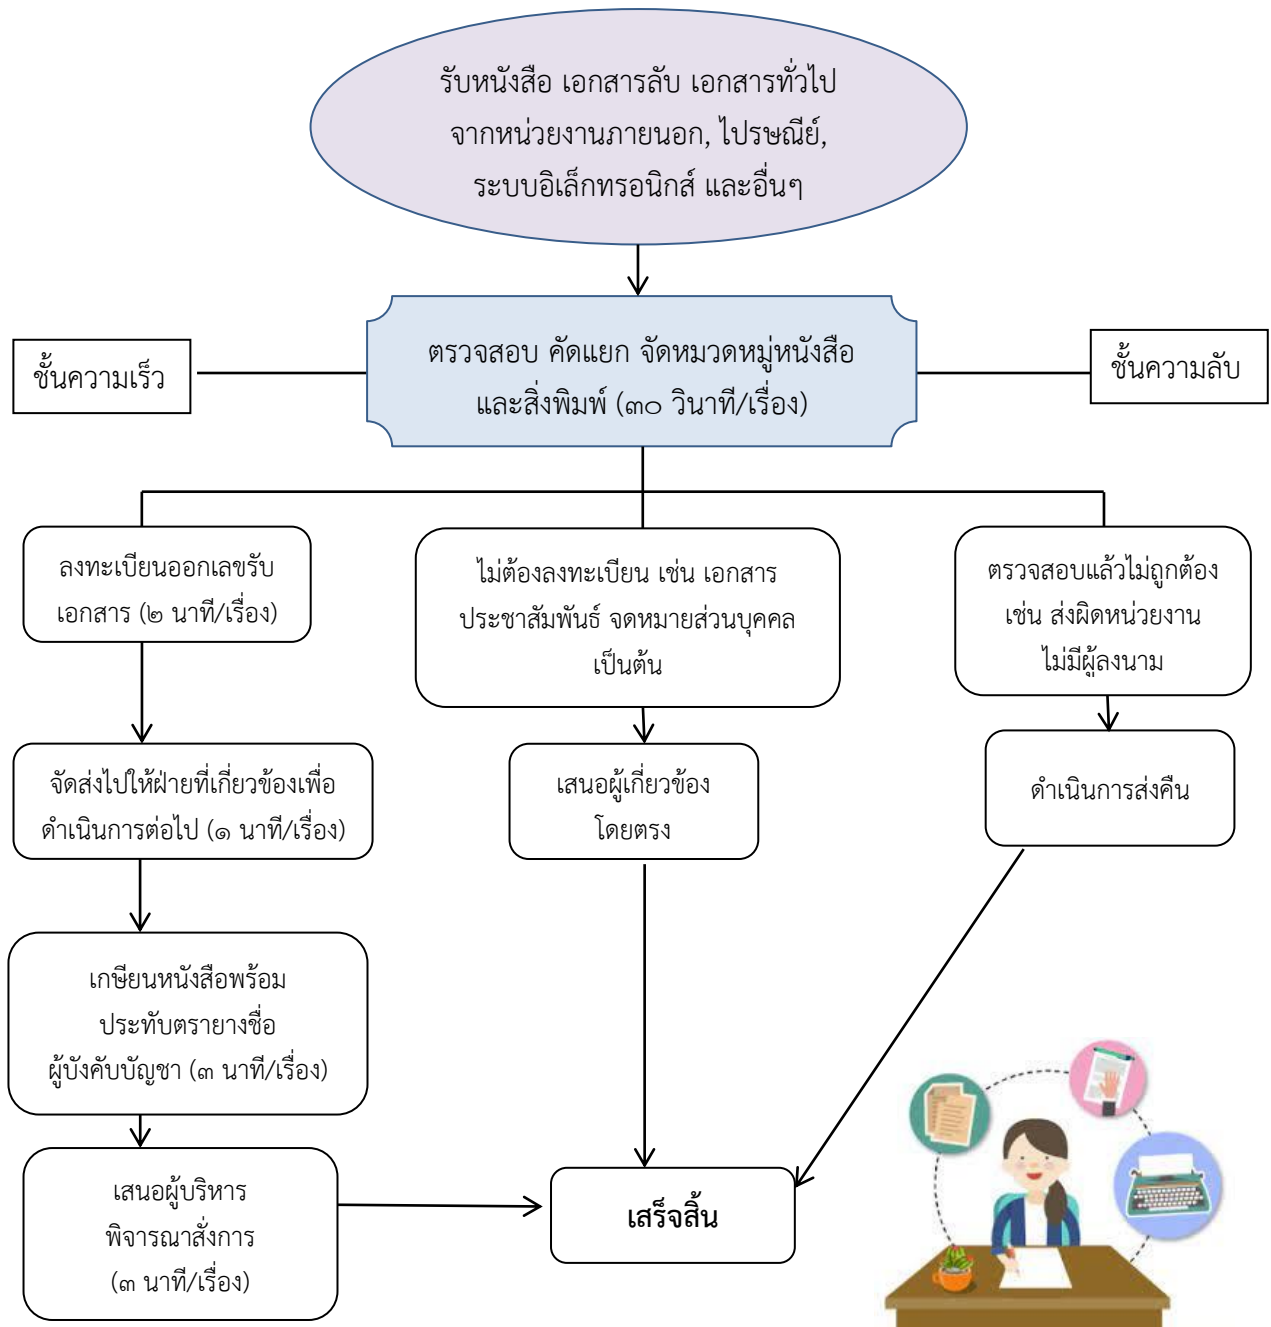 รับหนังสือ เอกสารลับ เอกสารทั่วไป
จากหน่วยงานภายนอก, ไปรษณีย์,
ระบบอิเล็กทรอนิกส์ และอื่นๆ
ชั้นความเร็ว
ตรวจสอบ คัดแยก จัดหมวดหมู่หนังสือ
และสิ่งพิมพ์ (๓๐ วินาที/เรื่อง)
ชั้นความลับ
ลงทะเบียนออกเลขรับ
เอกสาร (๒ นาที/เรื่อง)
ไม่ต้องลงทะเบียน เช่น เอกสาร
ประชาสัมพันธ์ จดหมายส่วนบุคคล
เป็นต้น
ตรวจสอบแล้วไม่ถูกต้อง
เช่น ส่งผิดหน่วยงาน
ไม่มีผู้ลงนาม
จัดส่งไปให้ฝ่ายที่เกี่ยวข้องเพื่อ
ดำเนินการต่อไป (๑ นาที/เรื่อง)
เสนอผู้เกี่ยวข้อง
โดยตรง
ดำเนินการส่งคืน
เกษียนหนังสือพร้อม
ประทับตรายางชื่อ
ผู้บังคับบัญชา (๓ นาที/เรื่อง)
เสนอผู้บริหาร
พิจารณาสั่งการ
(๓ นาที/เรื่อง)
เสร็จสิ้น